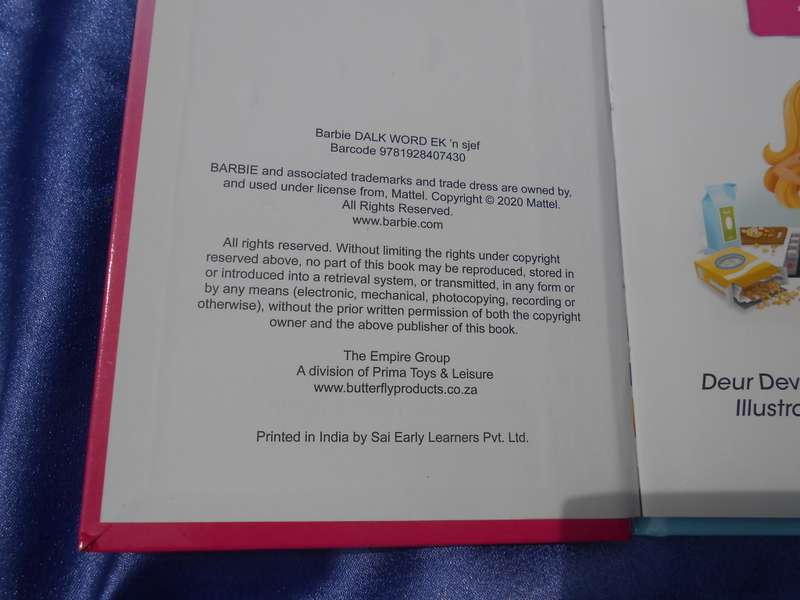 Barbie DALK WORD EK 'n sjef
Barcode 9781928407430
BARBIE and associated trademarks and trade dress are owned by,
and used under license from, Mattel. Copyright © 2020 Mattel.
All Rights Reserved.
www.barbie.com
All rights reserved. Without limiting the rights under copyright
reserved above, no part of this book may be reproduced, stored in
or introduced into a retrieval system, or transmitted, in any form or
by any means (electronic, mechanical, photocopying, recording or
otherwise), without the prior written permission of both the copyright
owner and the above publisher of this book.
The Empire Group
A division of Prima Toys & Leisure
www.butterflyproducts.co.za
Printed in India by Sai Early Learners Pvt. Ltd.
Deur Dev
Illustra